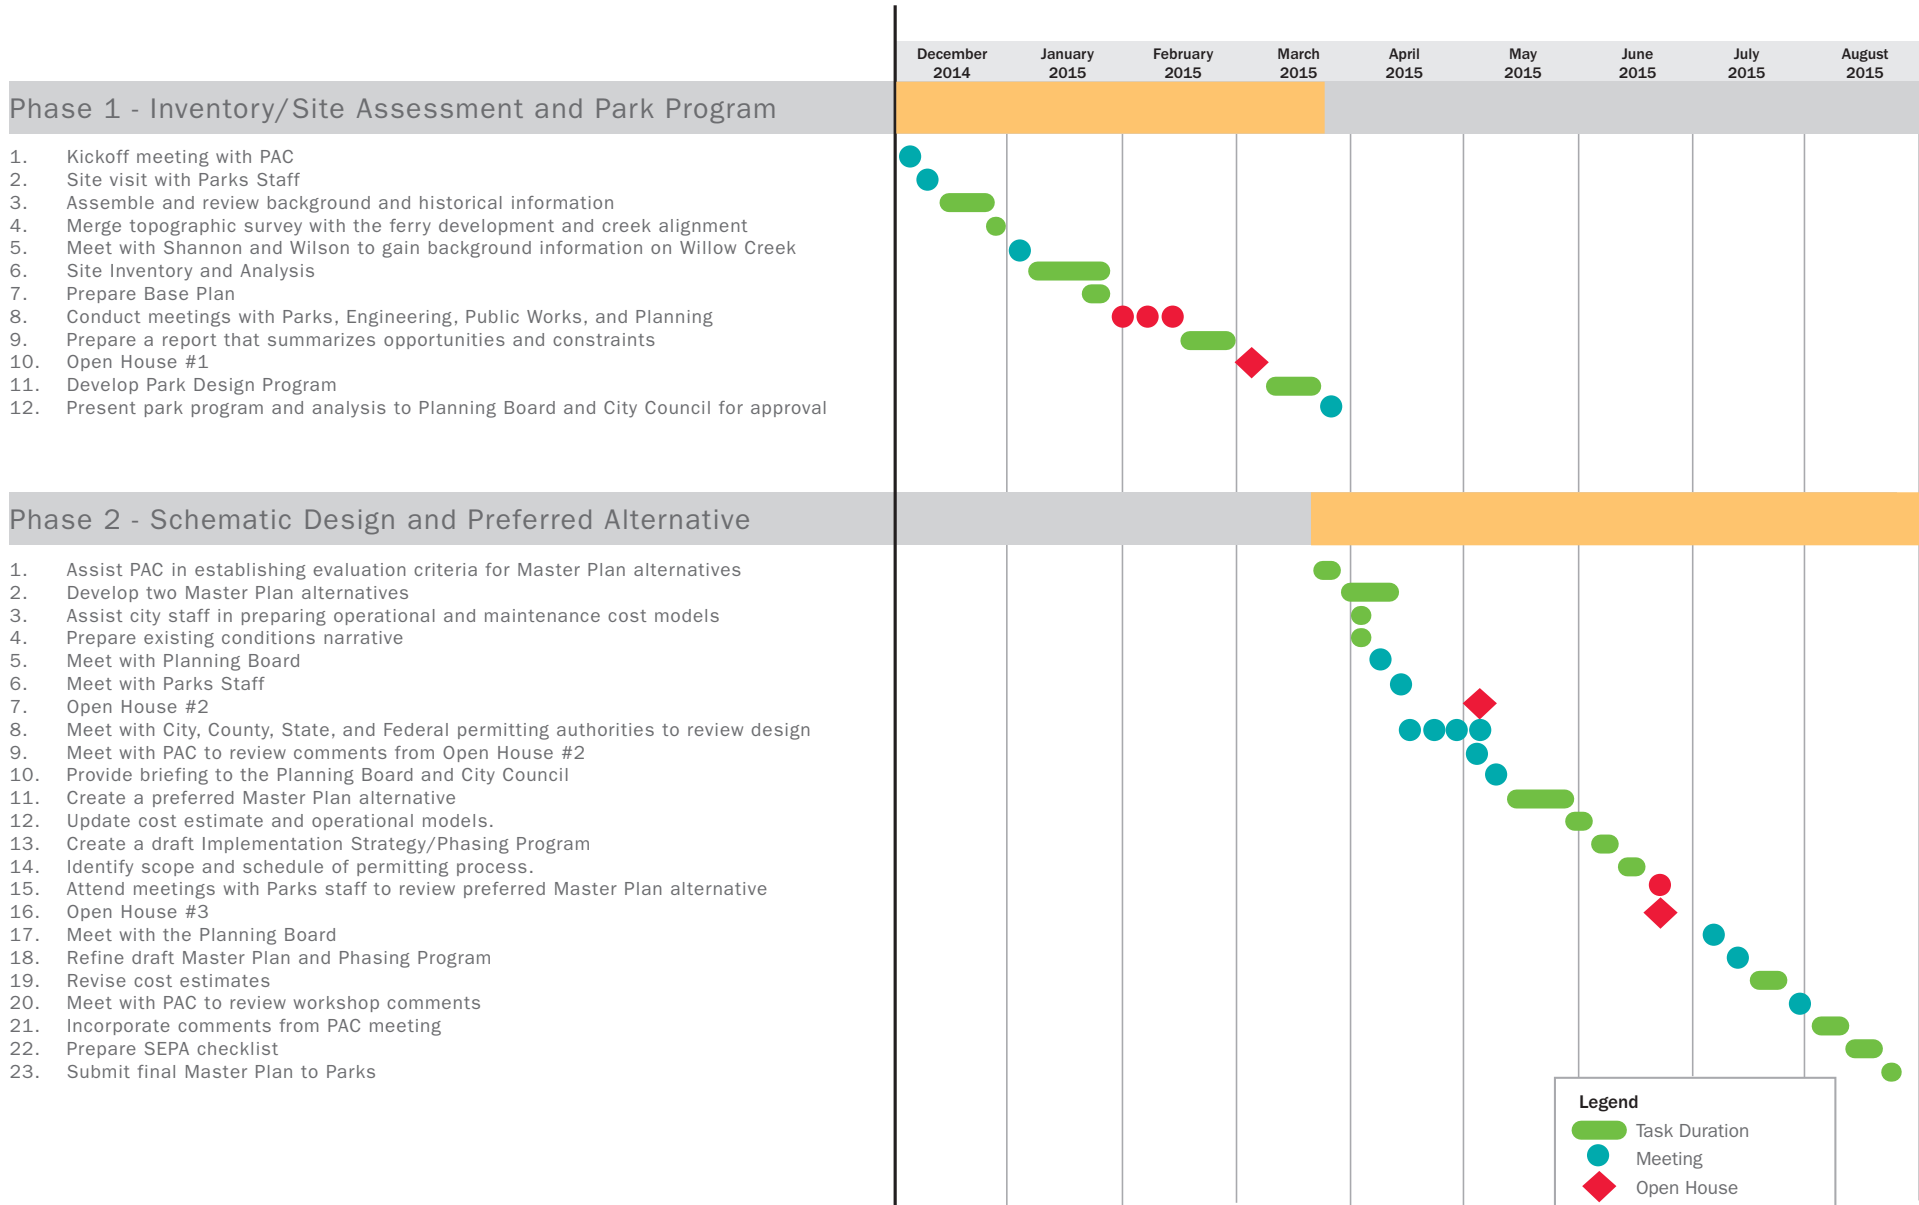 December January February March April May June July August
2014 2015 2015 2015 2015 2015 2015 2015 2015
Phase 1 - Inventory/Site Assessment and Park Program
1. Kickoff meeting with PAC
2. Site visit with Parks Staff
3. Assemble and review background and historical information
4. Merge topographic survey with the ferry development and creek alignment
5. Meet with Shannon and Wilson to gain background information on Willow Creek
6. Site Inventory and Analysis
7. Prepare Base Plan
8. Conduct meetings with Parks, Engineering, Public Works, and Planning
9. Prepare a report that summarizes opportunities and constraints
10. Open House #1
11. Develop Park Design Program
12. Present park program and analysis to Planning Board and City Council for approval
Phase 2 - Schematic Design and Preferred Alternative
1. Assist PAC in establishing evaluation criteria for Master Plan alternatives
2. Develop two Master Plan alternatives
3. Assist city staff in preparing operational and maintenance cost models
4. Prepare existing conditions narrative
5. Meet with Planning Board
6. Meet with Parks Staff
7. Open House #2
8. Meet with City, County, State, and Federal permitting authorities to review design
9. Meet with PAC to review comments from Open House #2
10. Provide briefing to the Planning Board and City Council
11. Create a preferred Master Plan alternative
12. Update cost estimate and operational models.
13. Create a draft Implementation Strategy/Phasing Program
14. Identify scope and schedule of permitting process.
15. Attend meetings with Parks staff to review preferred Master Plan alternative
16. Open House #3
17. Meet with the Planning Board
18. Refine draft Master Plan and Phasing Program
19. Revise cost estimates
20. Meet with PAC to review workshop comments
21. Incorporate comments from PAC meeting
22. Prepare SEPA checklist
23. Submit final Master Plan to Parks
Legend
Task Duration
Meeting
Open House